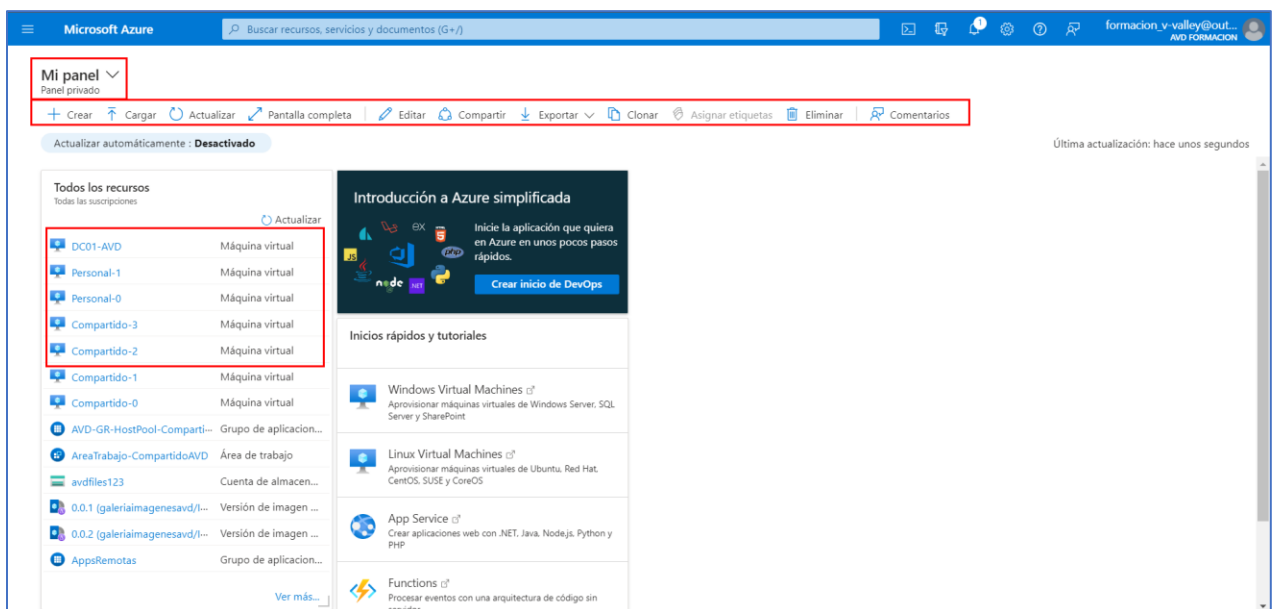 Microsoft Azure
Buscar recursos, servicios y documentos (G+/)
1
formacion_v-valley@out...
AVD FORMACION
Mi panel
Panel privado
Crear
Cargar
Actualizar
Pantalla completa
Editar
Compartir
Exportar
Clonar
Asignar etiquetas
Eliminar
Comentarios
Actualizar automáticamente : Desactivado
Última actualización: hace unos segundos
Todos los recursos
Todas las suscripciones
Actualizar
DC01-AVD Máquina virtual
Personal-1 Máquina virtual
Personal-0 Máquina virtual
Compartido-3 Máquina virtual
Compartido-2 Máquina virtual
Compartido-1 Máquina virtual
Compartido-0 Máquina virtual
AVD-GR-HostPool-Comparti... Grupo de aplicacion...
AreaTrabajo-CompartidoAVD Área de trabajo
avdfiles123 Cuenta de almacen...
0.0.1 (galeriaimagenesavd/I... Versión de imagen ...
0.0.2 (galeriaimagenesavd/I... Versión de imagen ...
AppsRemotas Grupo de aplicacion...
Ver más...
Introducción a Azure simplificada
ex
JS
php
node
.NET
Inicie la aplicación que quiera
en Azure en unos pocos pasos
rápidos.
Crear inicio de DevOps
Inicios rápidos y tutoriales
Windows Virtual Machines
Aprovisionar máquinas virtuales de Windows Server, SQL
Server y SharePoint
Linux Virtual Machines
Aprovisionar máquinas virtuales de Ubuntu, Red Hat,
CentOS, SUSE y CoreOS
App Service
Crear aplicaciones web con .NET, Java, Node.js, Python y
PHP
Functions
Procesar eventos con una arquitectura de código sin